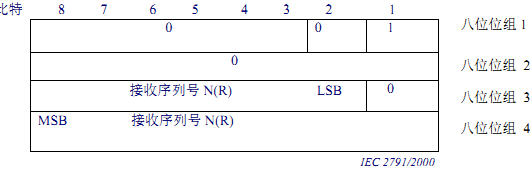 比特 8 7 6 5 4 3 2 1
0 0 1 八位位组 1
0 八位位组 2
接收序列号 N(R) LSB 0 八位位组 3
MSB 接收序列号 N(R) 八位位组 4
IEC 2791/2000